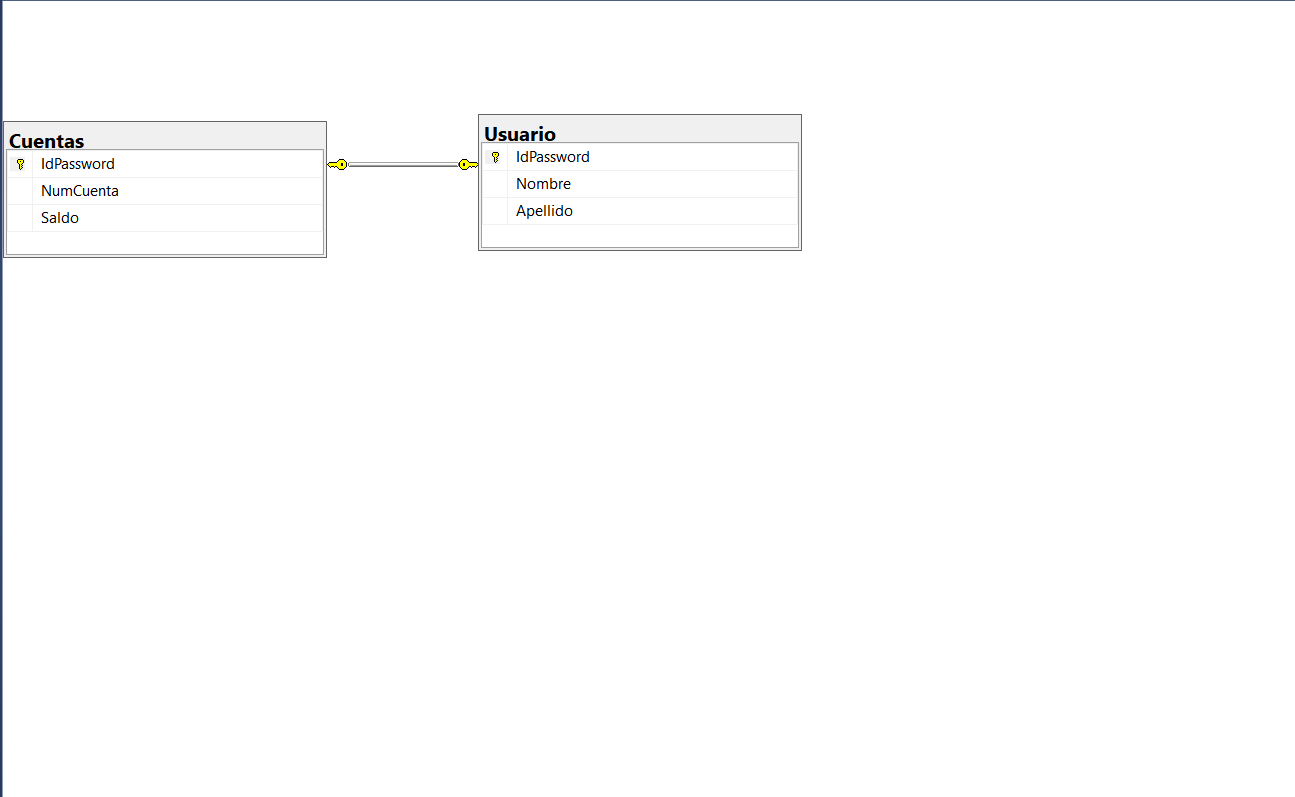 Cuentas
IdPassword
NumCuenta
Saldo
Usuario
IdPassword
Nombre
Apellido